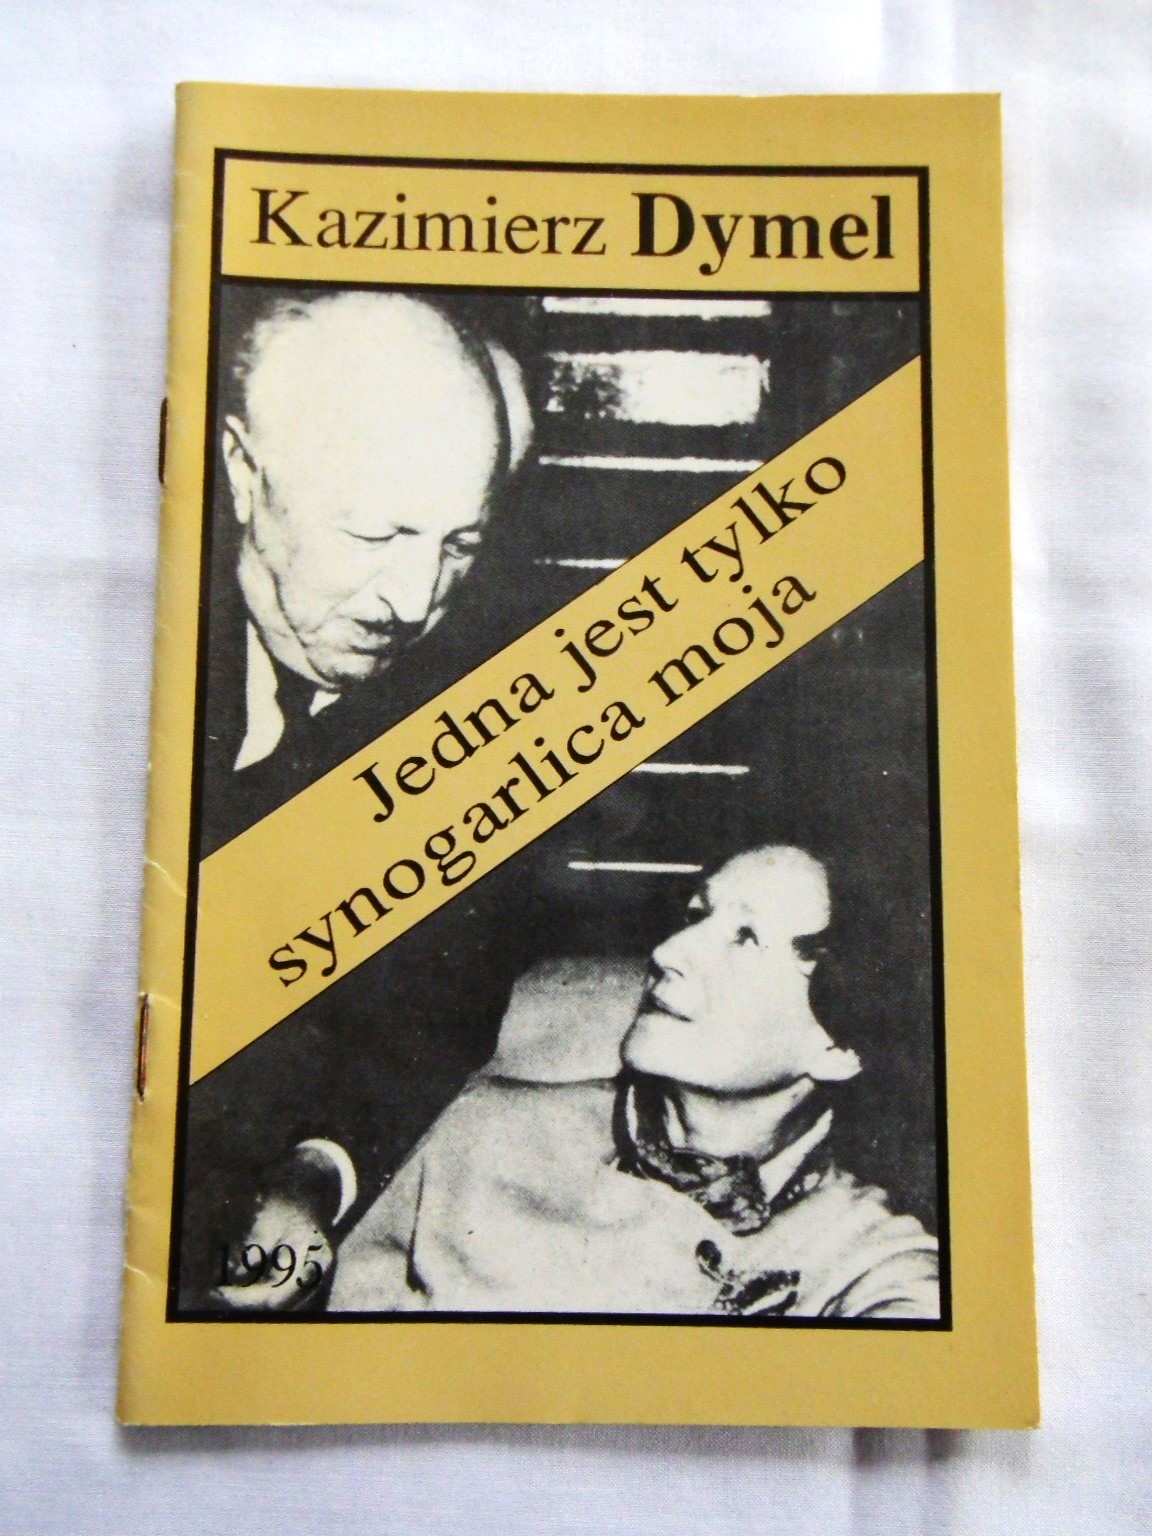 Kazimierz Dymel
Jedna jest tylko
synogarlica moja
1995